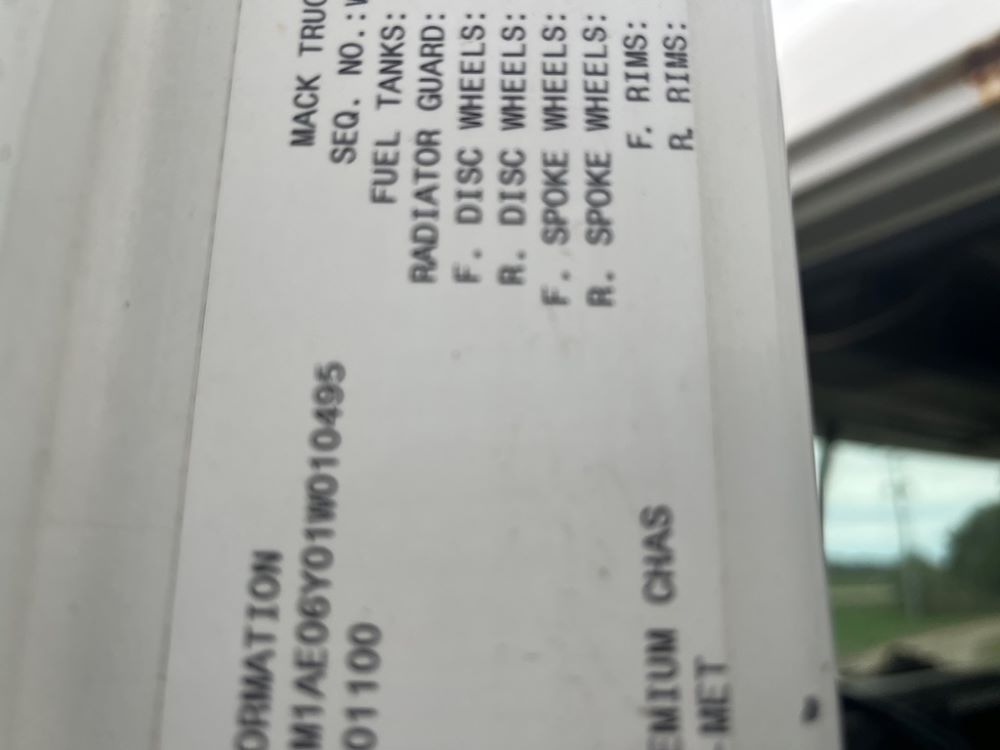 MACK TRUC
SEQ. NO.:
FUEL TANKS:
RADIATOR GUARD:
F. DISC WHEELS:
R. DISC WHEELS:
F. SPOKE WHEELS:
R. SPOKE WHEELS:
F. RIMS:
R. RIMS:
ORMATION
M1AE06Y01W010495
01100
EMIUM CHAS
-MET